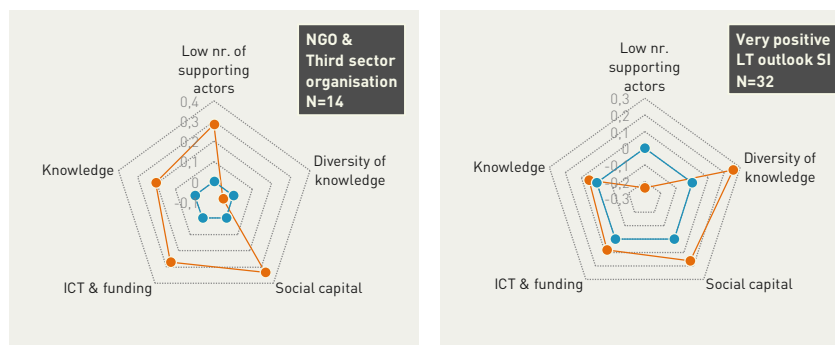 NGO &
Third sector
organisation
N=14
Low nr. of
supporting
actors
0,4
0,3
0,2
0,1
0
-0,1
Knowledge
Diversity of
knowledge
ICT & funding
Social capital
Very positive
LT outlook SI
N=32
Low nr.
supporting
actors
0,3
0,2
0,1
0
-0,1
-0,2
-0,3
Knowledge
Diversity of
knowledge
ICT & funding
Social capital